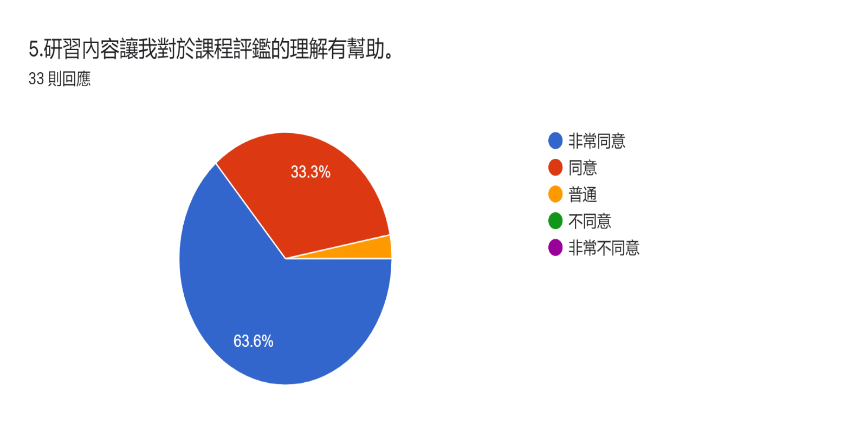 5.研習內容讓我對於課程評鑑的理解有幫助。
33 則回應
33.3%
63.6%
非常同意
同意
普通
不同意
非常不同意